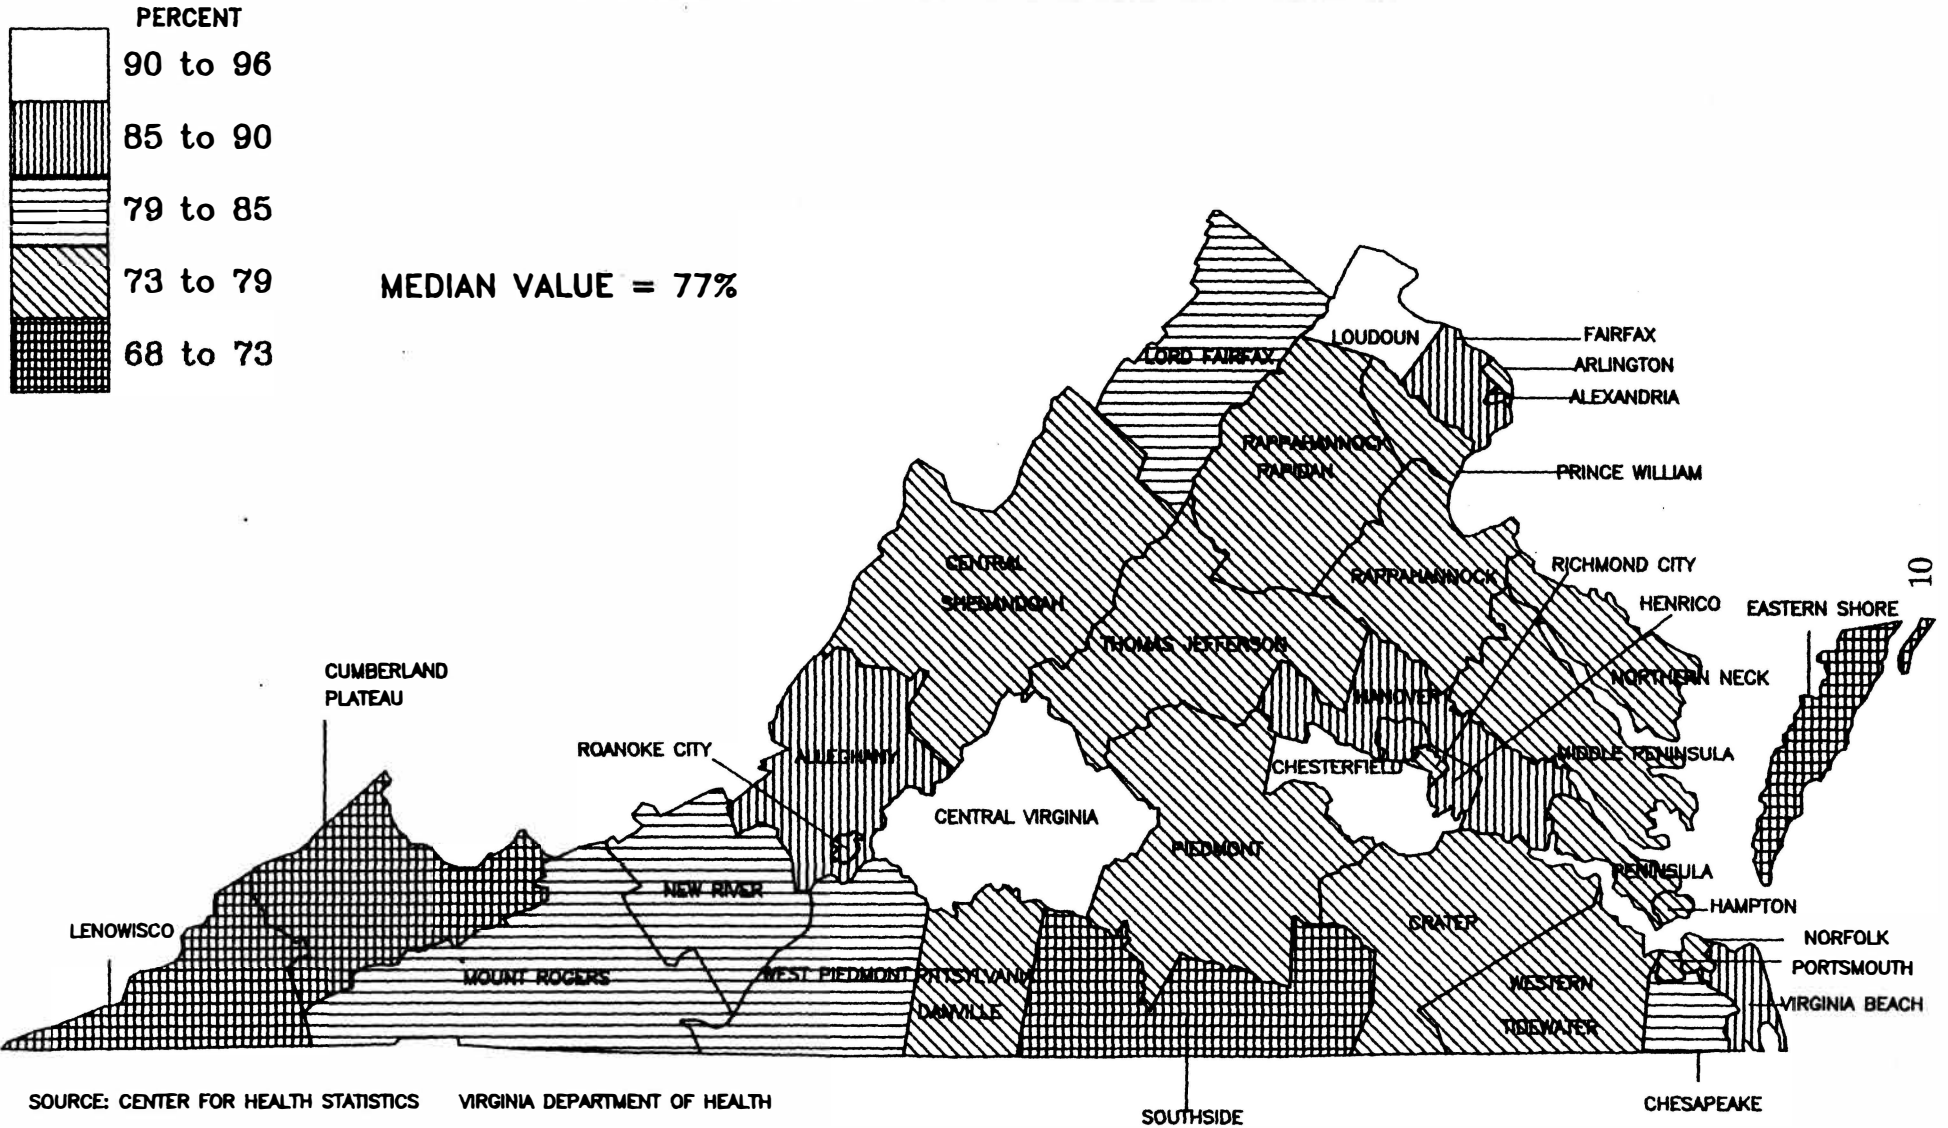 PERCENT
90 to 96
85 to 90
79 to 85
73 to 79
68 to 73
MEDIAN VALUE = 77%
LORD FAIRFAX
LOUDOUN
FAIRFAX
ARLINGTON
ALEXANDRIA
RAPPAHANNOCK
RAPIDAN
PRINCE WILLIAM
CENTRAL
SHENANDOAH
RAPPAHANNOCK
RICHMOND CITY
HENRICO
EASTERN SHORE
10
THOMAS JEFFERSON
CUMBERLAND
PLATEAU
HANOVER
NORTHERN NECK
ROANOKE CITY
ALLEGHANY
CHESTERFIELD
MIDDLE PENINSULA
CENTRAL VIRGINIA
PIEDMONT
PENINSULA
NEW RIVER
HAMPTON
LENOWISCO
CRATER
NORFOLK
PORTSMOUTH
MOUNT ROGERS
WEST PIEDMONT
PITTSYLVANIA
DANVILLE
WESTERN
TIDEWATER
VIRGINIA BEACH
SOURCE: CENTER FOR HEALTH STATISTICS VIRGINIA DEPARTMENT OF HEALTH
SOUTHSIDE
CHESAPEAKE